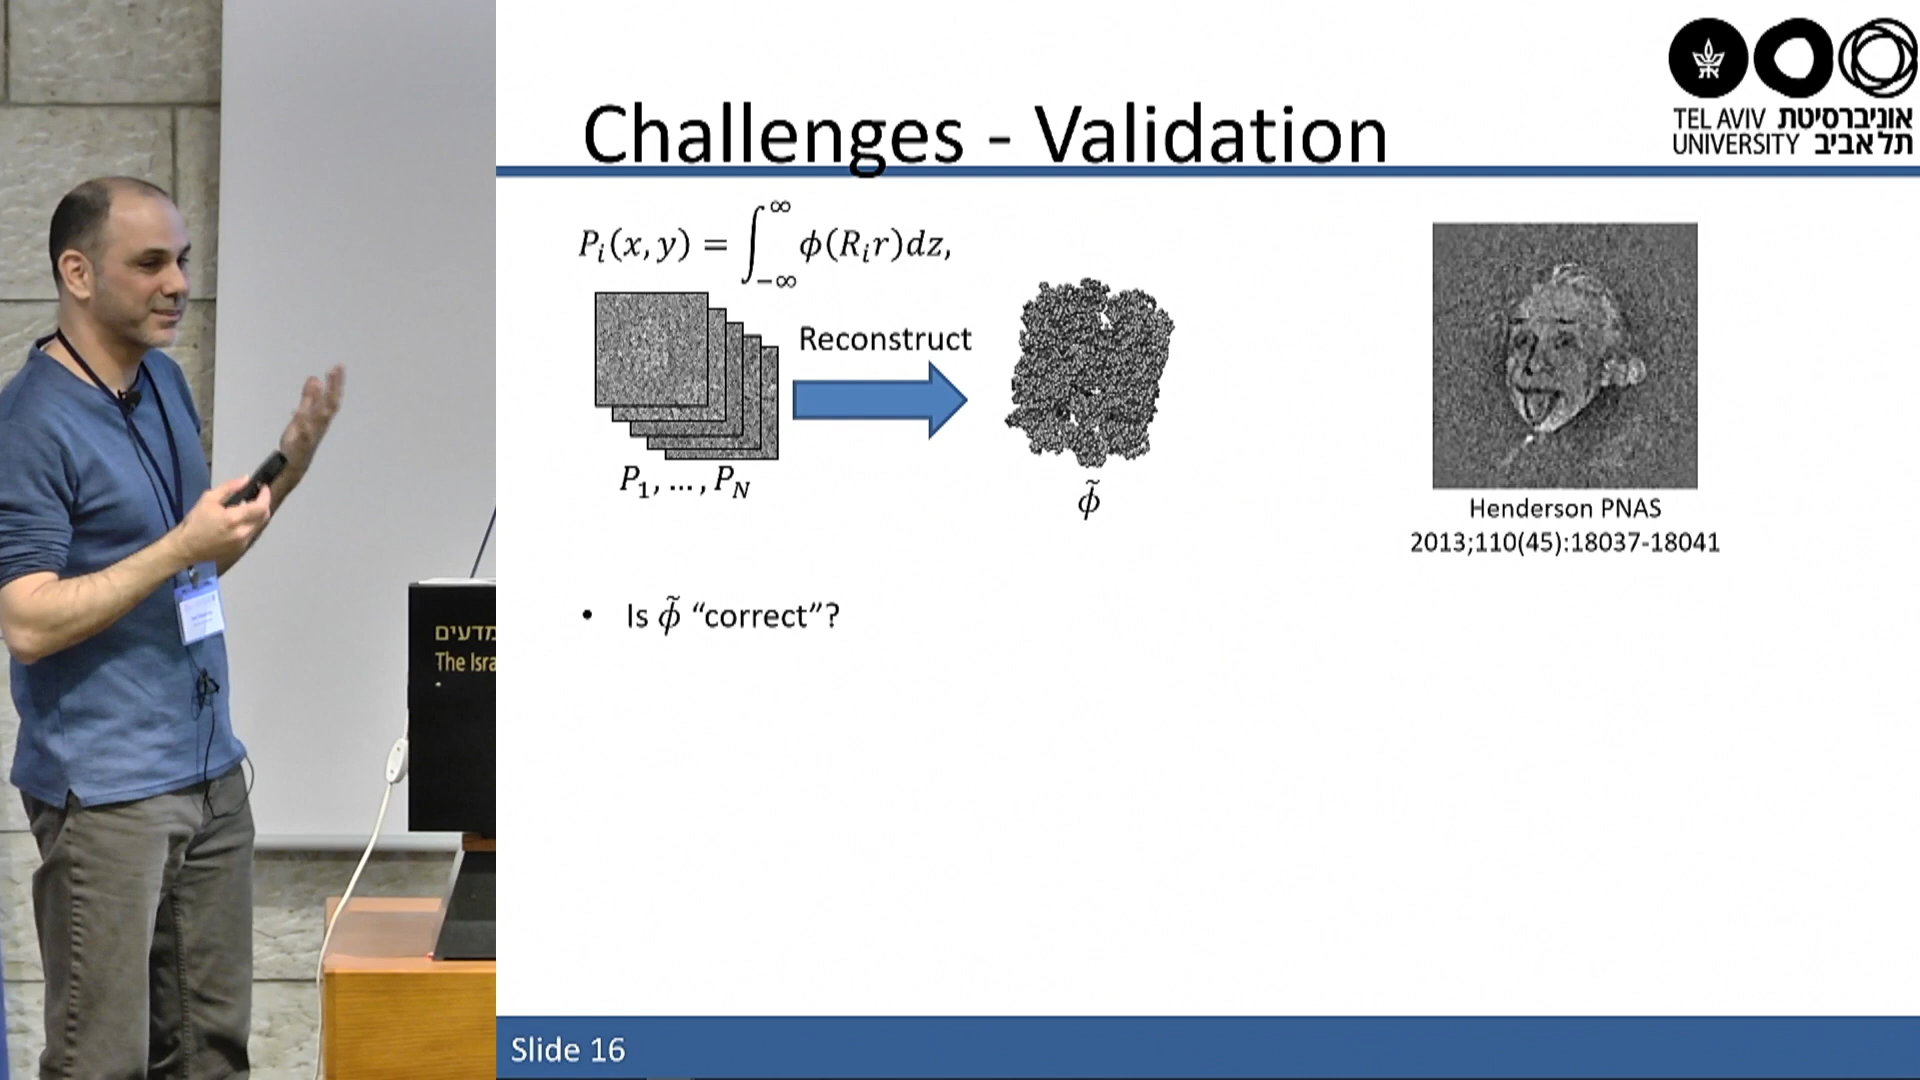 Challenges - Validation
TEL AVIV אוניברסיטת
UNIVERSITY תל אביב
P_i(x, y) = ∫_{-∞}^{∞} ϕ(R_i r)dz,
Reconstruct
P_1, … , P_N
ϕ̃
Henderson PNAS
2013;110(45):18037-18041
• Is ϕ̃ “correct”?
Slide 16
מדעים
The Isra